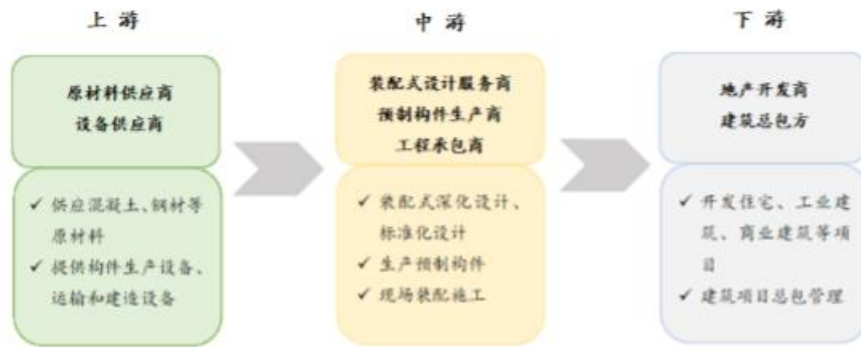 上 游
原材料供应商
设备供应商
✓ 供应混凝土、钢材等
原材料
✓ 提供构件生产设备、
运输和建造设备
中 游
装配式设计服务商
预制构件生产商
工程承包商
✓ 装配式深化设计、
标准化设计
✓ 生产预制构件
✓ 现场装配施工
下 游
地产开发商
建筑总包方
✓ 开发住宅、工业建
筑、商业建筑等项
目
✓ 建筑项目总包管理